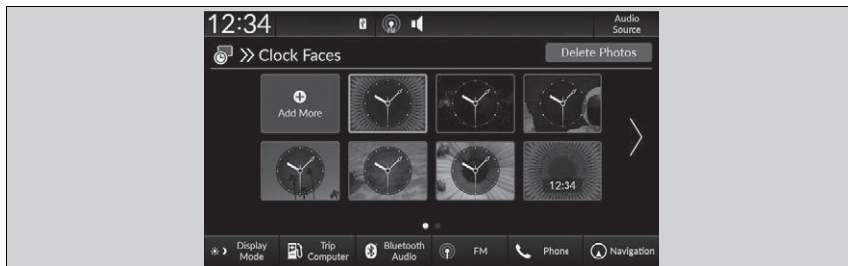 12:34
Audio
Source
Clock Faces
Delete Photos
Add More
12:34
Display
Mode
Trip
Computer
Bluetooth
Audio
FM
Phone
Navigation